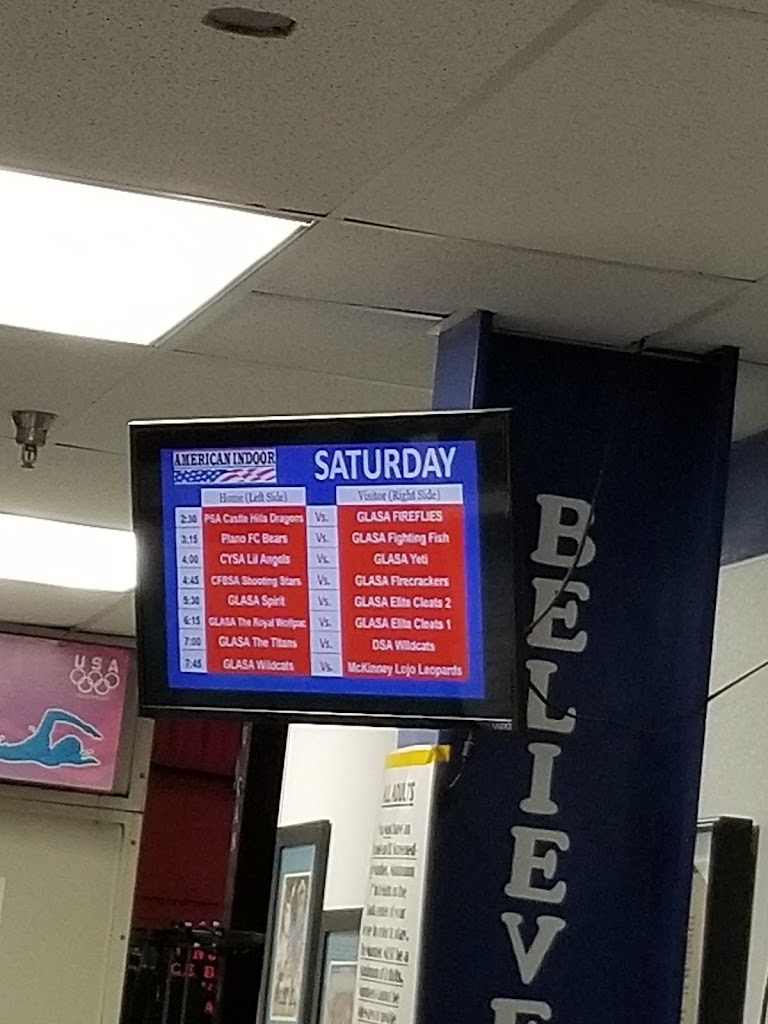 AMERICAN INDOOR
SATURDAY
Home (Left Side) Visitor (Right Side)
2:30 PSA Castle Hills Dragons Vs. GLASA FIREFLIES
3:15 Plano FC Bears Vs. GLASA Fighting Fish
4:00 CYSA Lil Angels Vs. GLASA Yeti
4:45 CFBSA Shooting Stars Vs. GLASA Firecrackers
5:30 GLASA Spirit Vs. GLASA Elite Cleats 2
6:15 GLASA The Royal Wolfpac Vs. GLASA Elite Cleats 1
7:00 GLASA The Titans Vs. DSA Wildcats
7:45 GLASA Wildcats Vs. McKinney Lojo Leopards
BELIEVE
USA
ALL ADULTS